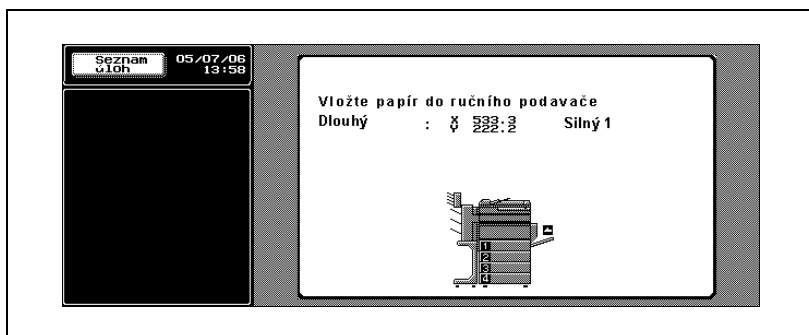 Seznam
úloh
05/07/06
13:58
Vložte papír do ručního podavače
Dlouhý : X 533.3 Silný 1
Y 222.2
1
2
3
4